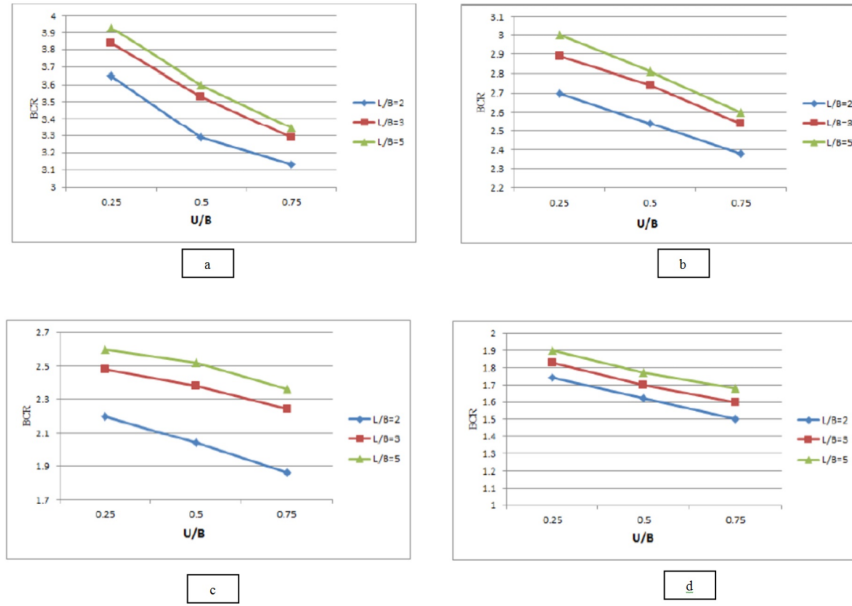 4
3.9
3.8
3.7
3.6
3.5
3.4
3.3
3.2
3.1
3
BCR
0.25 0.5 0.75
U/B
L/B=2
L/B=3
L/B=5
a
3.1
3
2.9
2.8
2.7
2.6
2.5
2.4
2.3
2.2
BCR
0.25 0.5 0.75
U/B
L/B=2
L/B=3
L/B=5
b
2.7
2.5
2.3
2.1
1.9
1.7
BCR
0.25 0.5 0.75
U/B
L/B=2
L/B=3
L/B=5
c
2
1.9
1.8
1.7
1.6
1.5
1.4
1.3
1.2
1.1
1
BCR
0.25 0.5 0.75
U/B
L/B=2
L/B=3
L/B=5
d